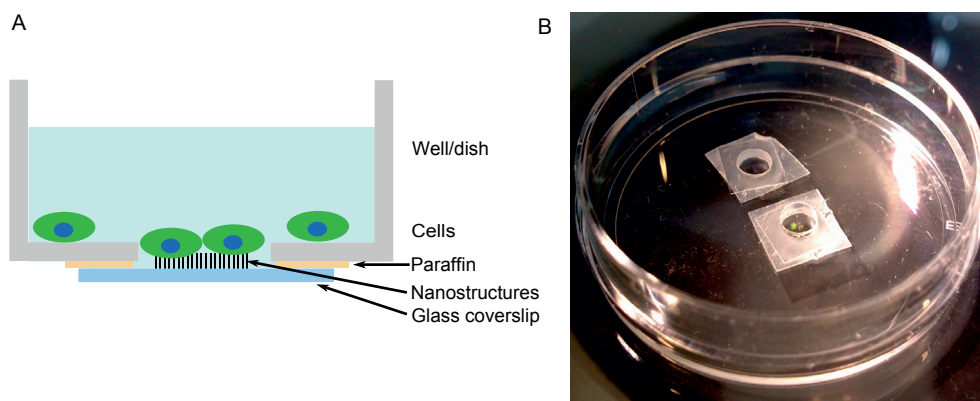 A
B
Well/dish
Cells
Paraffin
Nanostructures
Glass coverslip